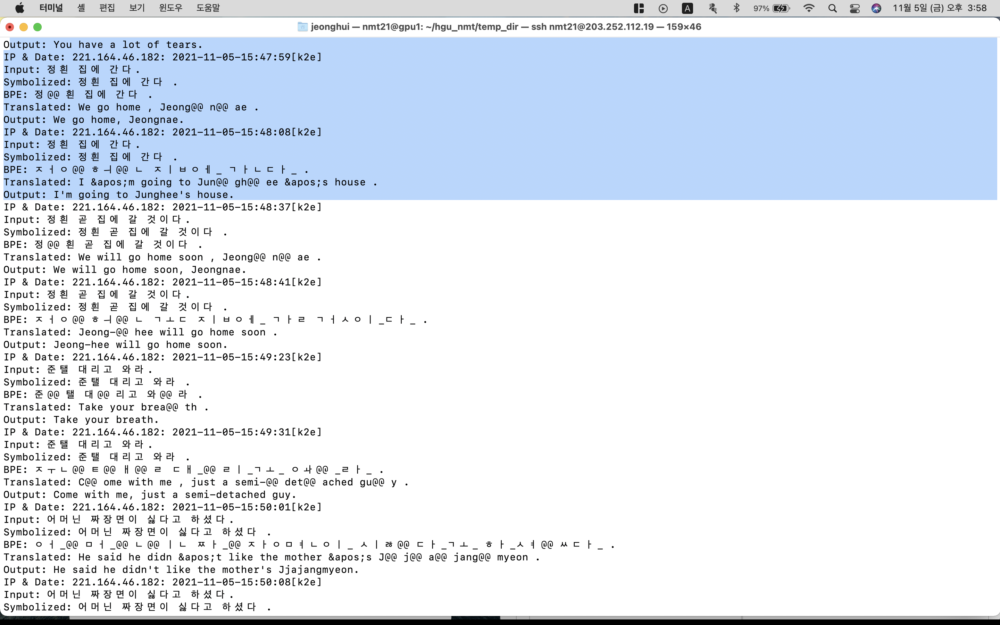 터미널 셸 편집 보기 윈도우 도움말 A 97% 11월 5일 (금) 오후 3:58
jeonghui — nmt21@gpu1: ~/hgu_nmt/temp_dir — ssh nmt21@203.252.112.19 — 159×46
Output: You have a lot of tears.
IP & Date: 221.164.46.182: 2021-11-05-15:47:59[k2e]
Input: 정흰 집에 간다.
Symbolized: 정흰 집에 간다 .
BPE: 정@@ 흰 집에 간다 .
Translated: We go home , Jeong@@ n@@ ae .
Output: We go home, Jeongnae.
IP & Date: 221.164.46.182: 2021-11-05-15:48:08[k2e]
Input: 정흰 집에 간다.
Symbolized: 정흰 집에 간다 .
BPE: ㅈㅓㅇ@@ ㅎㅢ@@ ㄴ ㅈㅣㅂㅇㅔ_ ㄱㅏㄴㄷㅏ_ .
Translated: I &apos;m going to Jun@@ gh@@ ee &apos;s house .
Output: I'm going to Junghee's house.
IP & Date: 221.164.46.182: 2021-11-05-15:48:37[k2e]
Input: 정흰 곧 집에 갈 것이다.
Symbolized: 정흰 곧 집에 갈 것이다 .
BPE: 정@@ 흰 곧 집에 갈 것이다 .
Translated: We will go home soon , Jeong@@ n@@ ae .
Output: We will go home soon, Jeongnae.
IP & Date: 221.164.46.182: 2021-11-05-15:48:41[k2e]
Input: 정흰 곧 집에 갈 것이다.
Symbolized: 정흰 곧 집에 갈 것이다 .
BPE: ㅈㅓㅇ@@ ㅎㅢ@@ ㄴ ㄱㅗㄷ ㅈㅣㅂㅇㅔ_ ㄱㅏㄹ ㄱㅓㅅㅇㅣ_ㄷㅏ_ .
Translated: Jeong-@@ hee will go home soon .
Output: Jeong-hee will go home soon.
IP & Date: 221.164.46.182: 2021-11-05-15:49:23[k2e]
Input: 준탤 대리고 와라.
Symbolized: 준탤 대리고 와라 .
BPE: 준@@ 탤 대@@ 리고 와@@ 라 .
Translated: Take your brea@@ th .
Output: Take your breath.
IP & Date: 221.164.46.182: 2021-11-05-15:49:31[k2e]
Input: 준탤 대리고 와라.
Symbolized: 준탤 대리고 와라 .
BPE: ㅈㅜㄴ@@ ㅌ@@ ㅐ@@ ㄹ ㄷㅐ_@@ ㄹㅣ_ㄱㅗ_ ㅇㅘ@@ _ㄹㅏ_ .
Translated: C@@ ome with me , just a semi-@@ det@@ ached gu@@ y .
Output: Come with me, just a semi-detached guy.
IP & Date: 221.164.46.182: 2021-11-05-15:50:01[k2e]
Input: 어머닌 짜장면이 싫다고 하셨다.
Symbolized: 어머닌 짜장면이 싫다고 하셨다 .
BPE: ㅇㅓ_@@ ㅁㅓ_@@ ㄴ@@ ㅣㄴ ㅉㅏ_@@ ㅈㅏㅇㅁㅕㄴㅇㅣ_ ㅅㅣㅀ@@ ㄷㅏ_ㄱㅗ_ ㅎㅏ_ㅅㅕ@@ ㅆㄷㅏ_ .
Translated: He said he didn &apos;t like the mother &apos;s J@@ j@@ a@@ jang@@ myeon .
Output: He said he didn't like the mother's Jjajangmyeon.
IP & Date: 221.164.46.182: 2021-11-05-15:50:08[k2e]
Input: 어머닌 짜장면이 싫다고 하셨다.
Symbolized: 어머닌 짜장면이 싫다고 하셨다 .